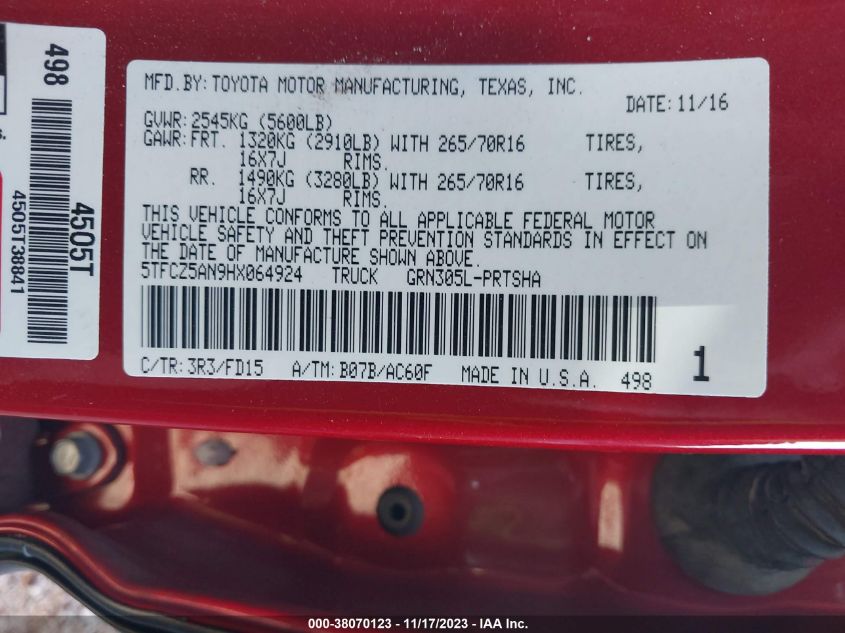 498
4505T
4505T38841
MFD.BY: TOYOTA MOTOR MANUFACTURING, TEXAS, INC.
DATE: 11/16
GVWR: 2545KG (5600LB)
GAWR: FRT. 1320KG (2910LB) WITH 265/70R16 TIRES,
16X7J RIMS.
RR. 1490KG (3280LB) WITH 265/70R16 TIRES,
16X7J RIMS.
THIS VEHICLE CONFORMS TO ALL APPLICABLE FEDERAL MOTOR
VEHICLE SAFETY AND THEFT PREVENTION STANDARDS IN EFFECT ON
THE DATE OF MANUFACTURE SHOWN ABOVE.
5TFCZ5AN9HX064924 TRUCK GRN305L-PRTSHA
C/TR: 3R3/FD15 A/TM: B07B/AC60F MADE IN U.S.A. 498 1
000-38070123 - 11/17/2023 - IAA Inc.